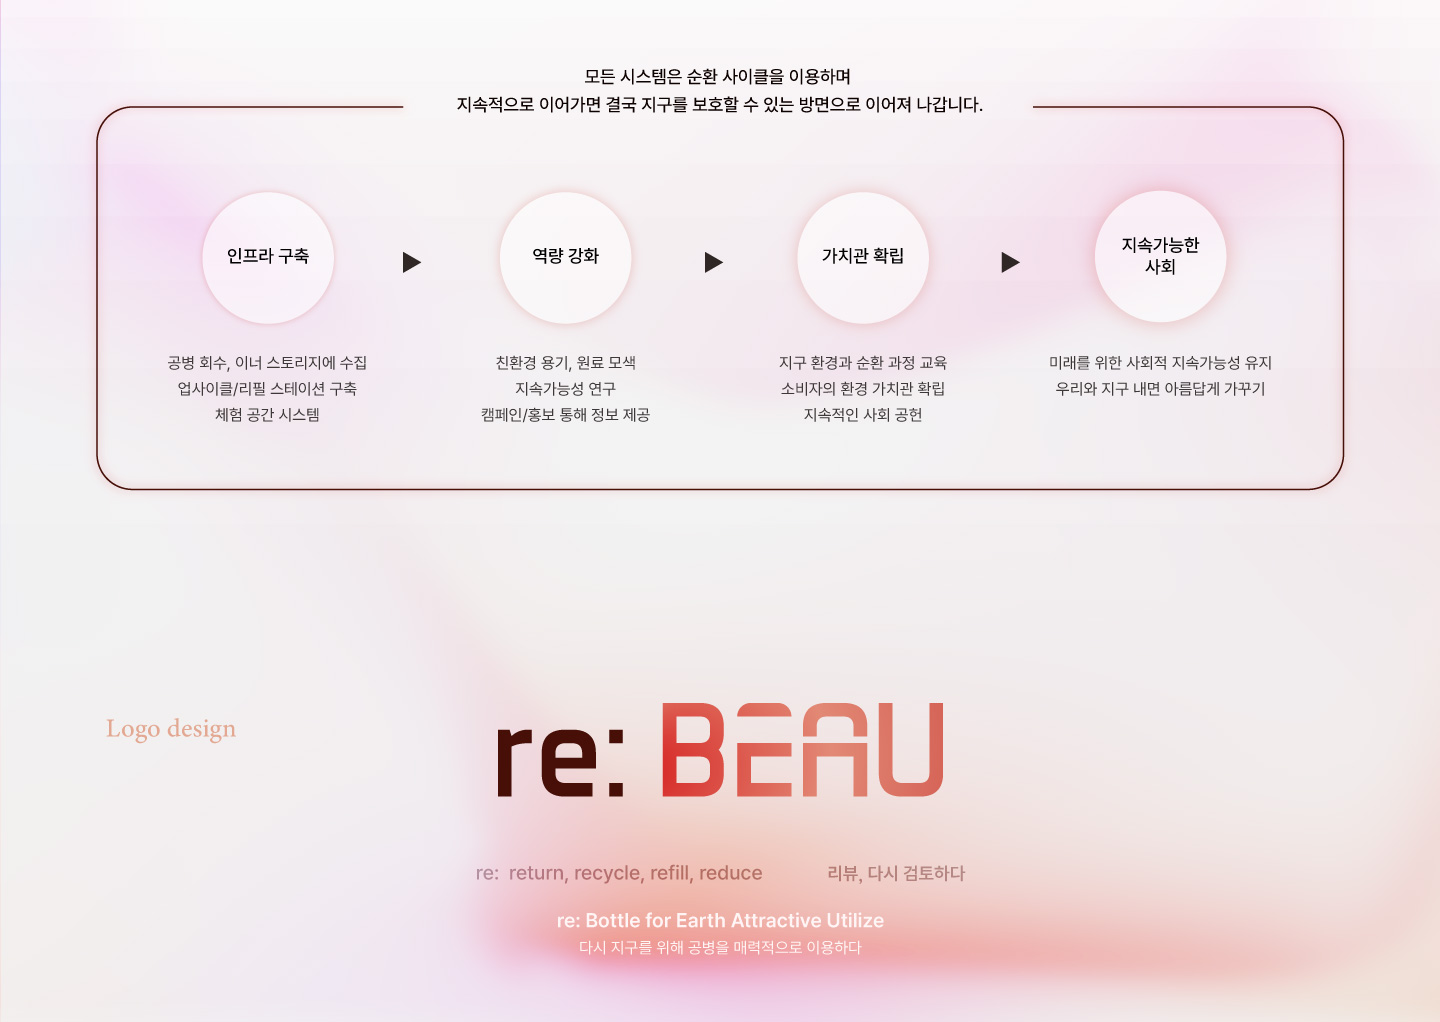 모든 시스템은 순환 사이클을 이용하며
지속적으로 이어가면 결국 지구를 보호할 수 있는 방면으로 이어져 나갑니다.
인프라 구축
공병 회수, 이너 스토리지에 수집
업사이클/리필 스테이션 구축
체험 공간 시스템
역량 강화
친환경 용기, 원료 모색
지속가능성 연구
캠페인/홍보 통해 정보 제공
가치관 확립
지구 환경과 순환 과정 교육
소비자의 환경 가치관 확립
지속적인 사회 공헌
지속가능한
사회
미래를 위한 사회적 지속가능성 유지
우리와 지구 내면 아름답게 가꾸기
Logo design
re: BEAU
re: return, recycle, refill, reduce
리뷰, 다시 검토하다
re: Bottle for Earth Attractive Utilize
다시 지구를 위해 공병을 매력적으로 이용하다